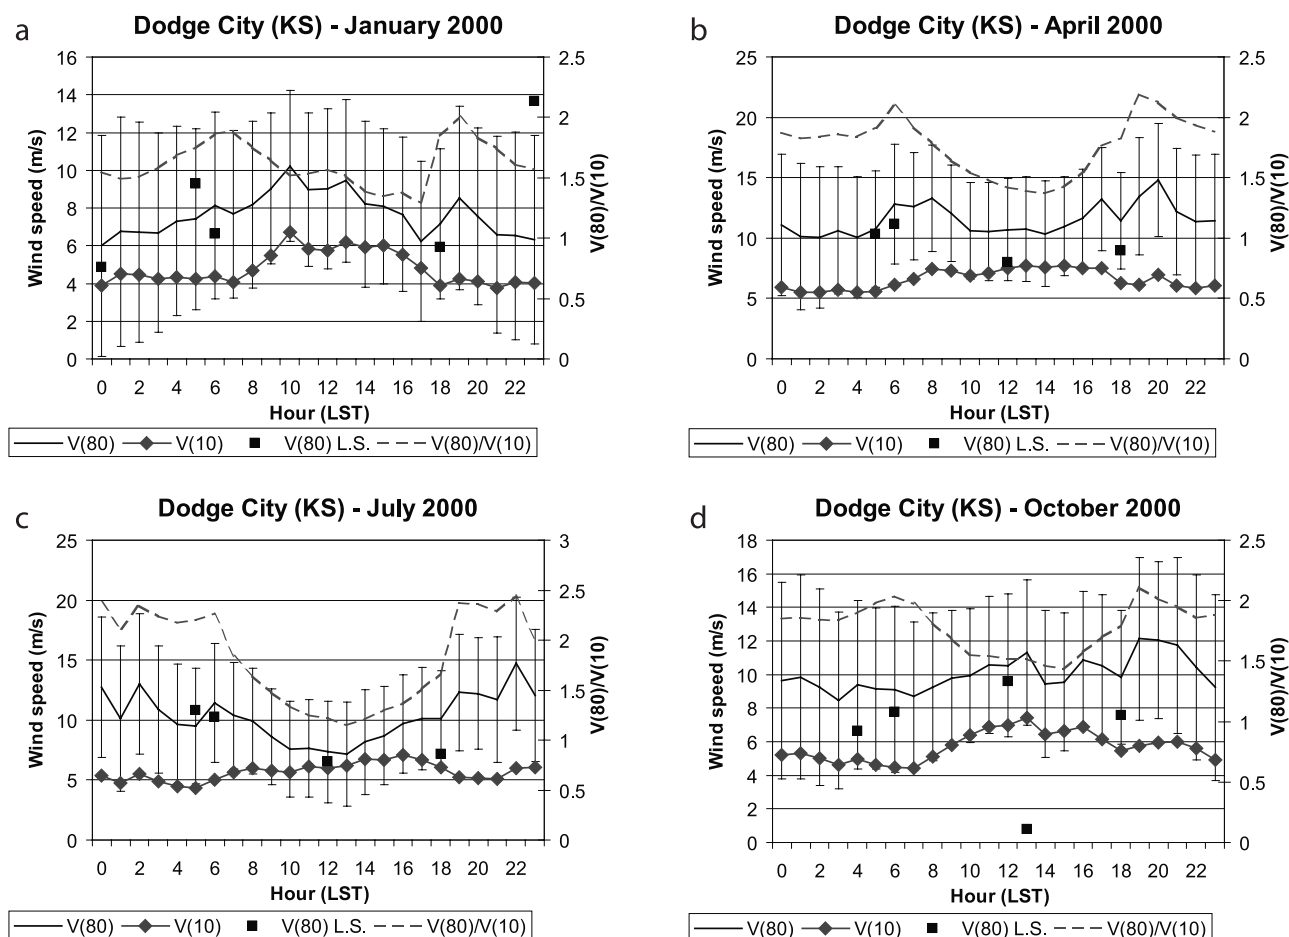 a
Dodge City (KS) - January 2000
16
14
12
10
8
6
4
2
0
2.5
2
1.5
1
0.5
0
Wind speed (m/s)
V(80)/V(10)
0 2 4 6 8 10 12 14 16 18 20 22
Hour (LST)
V(80) V(10) V(80) L.S. V(80)/V(10)
b
Dodge City (KS) - April 2000
25
20
15
10
5
0
2.5
2
1.5
1
0.5
0
Wind speed (m/s)
V(80)/V(10)
0 2 4 6 8 10 12 14 16 18 20 22
Hour (LST)
V(80) V(10) V(80) L.S. V(80)/V(10)
c
Dodge City (KS) - July 2000
25
20
15
10
5
0
3
2.5
2
1.5
1
0.5
0
Wind speed (m/s)
V(80)/V(10)
0 2 4 6 8 10 12 14 16 18 20 22
Hour (LST)
V(80) V(10) V(80) L.S. V(80)/V(10)
d
Dodge City (KS) - October 2000
18
16
14
12
10
8
6
4
2
0
2.5
2
1.5
1
0.5
0
Wind speed (m/s)
V(80)/V(10)
0 2 4 6 8 10 12 14 16 18 20 22
Hour (LST)
V(80) V(10) V(80) L.S. V(80)/V(10)